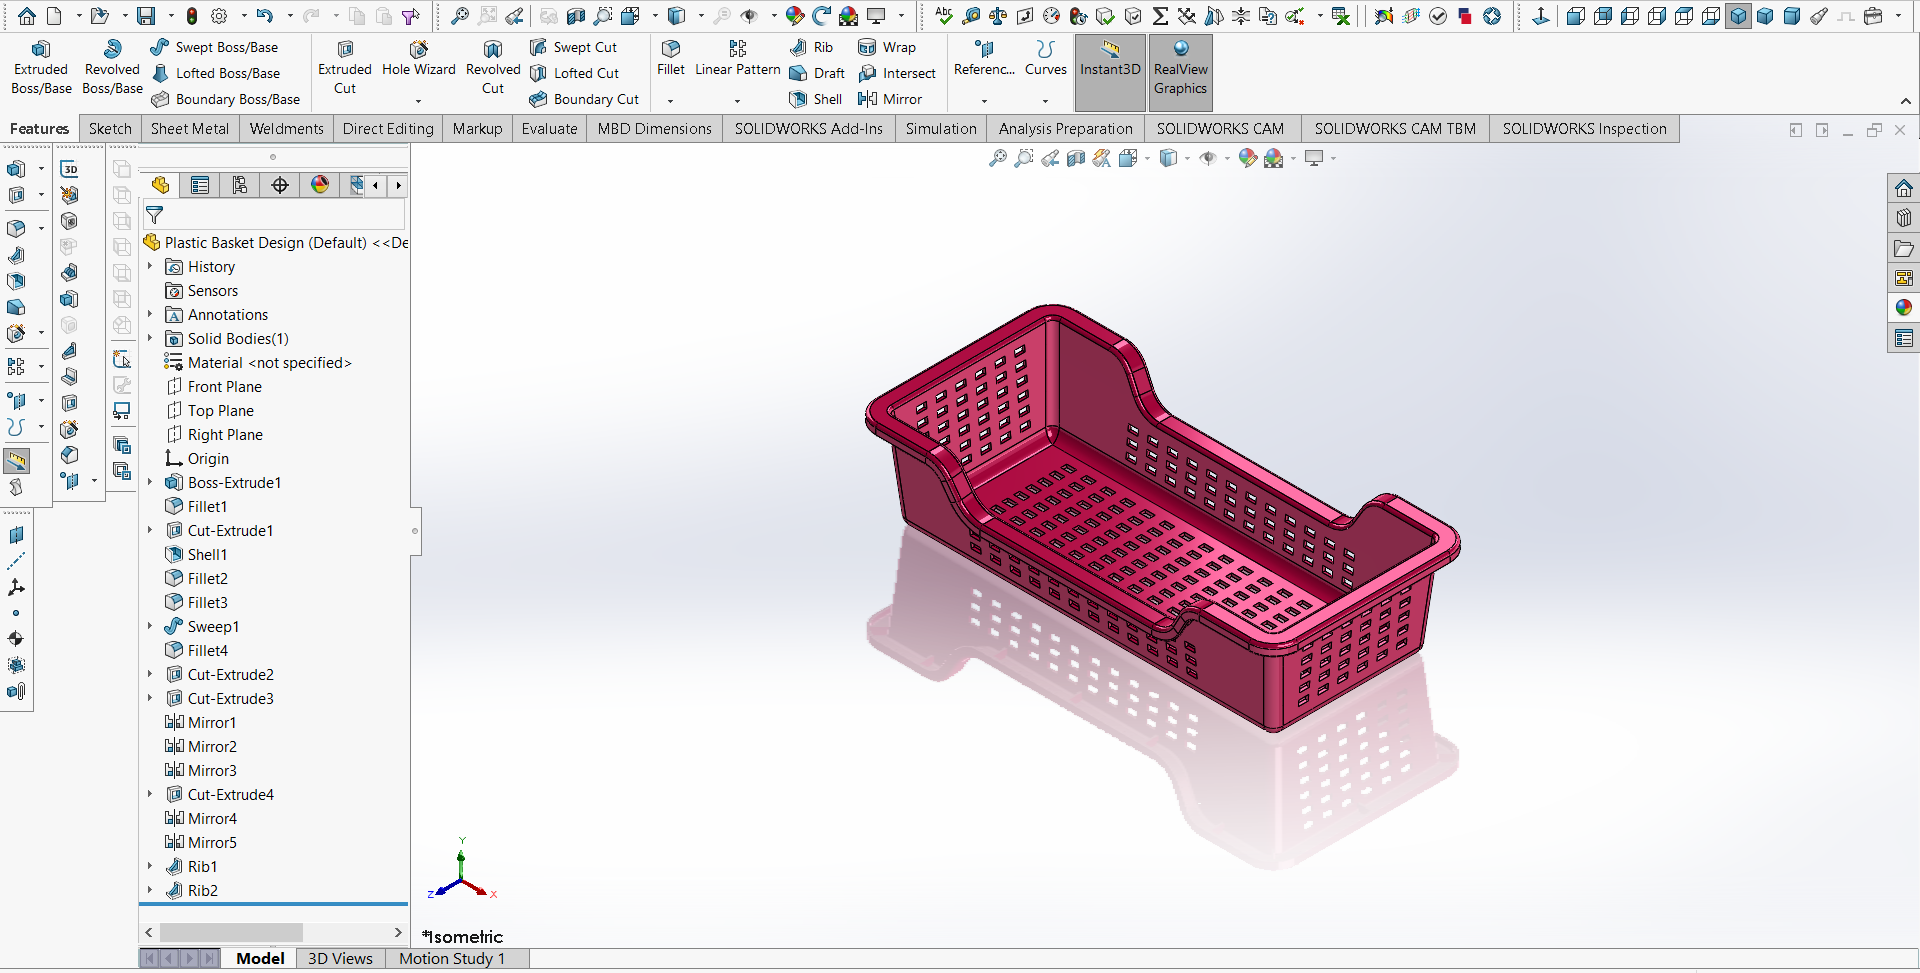 Extruded Boss/Base
Revolved Boss/Base
Swept Boss/Base
Lofted Boss/Base
Boundary Boss/Base
Extruded Cut
Hole Wizard
Revolved Cut
Swept Cut
Lofted Cut
Boundary Cut
Fillet
Linear Pattern
Rib
Draft
Shell
Wrap
Intersect
Mirror
Referenc...
Curves
Instant3D
RealView Graphics
Features
Sketch
Sheet Metal
Weldments
Direct Editing
Markup
Evaluate
MBD Dimensions
SOLIDWORKS Add-Ins
Simulation
Analysis Preparation
SOLIDWORKS CAM
SOLIDWORKS CAM TBM
SOLIDWORKS Inspection
3D
Plastic Basket Design (Default) <<De
History
Sensors
Annotations
Solid Bodies(1)
Material <not specified>
Front Plane
Top Plane
Right Plane
Origin
Boss-Extrude1
Fillet1
Cut-Extrude1
Shell1
Fillet2
Fillet3
Sweep1
Fillet4
Cut-Extrude2
Cut-Extrude3
Mirror1
Mirror2
Mirror3
Cut-Extrude4
Mirror4
Mirror5
Rib1
Rib2
Y
Z
X
*Isometric
Model
3D Views
Motion Study 1